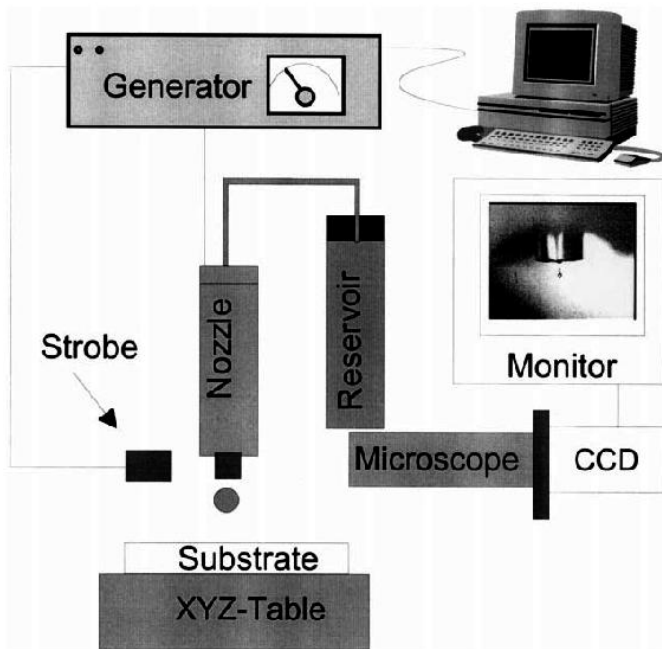 Generator
Nozzle
Reservoir
Strobe
Monitor
Microscope
CCD
Substrate
XYZ-Table